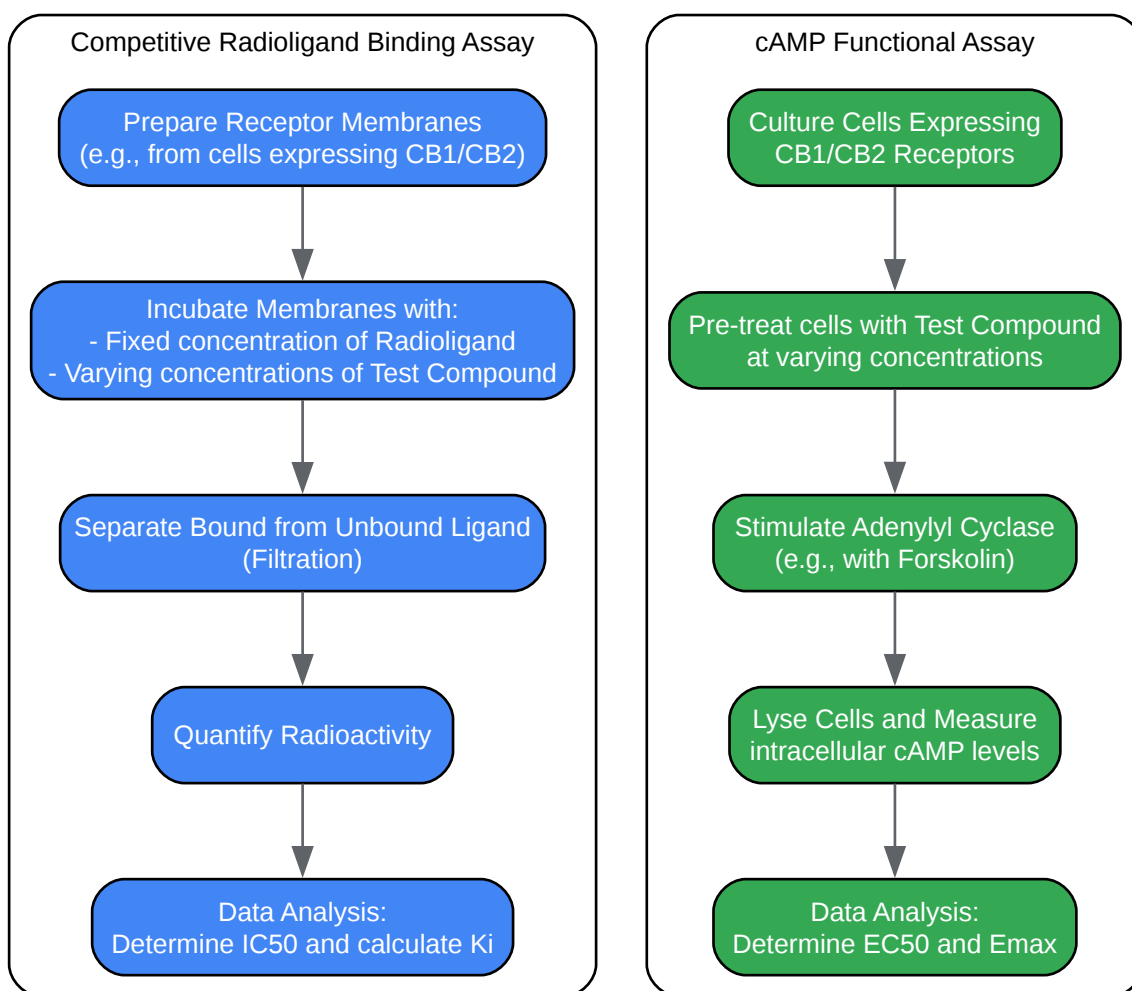 Competitive Radioligand Binding Assay
Prepare Receptor Membranes
(e.g., from cells expressing CB1/CB2)
Incubate Membranes with:
- Fixed concentration of Radioligand
- Varying concentrations of Test Compound
Separate Bound from Unbound Ligand
(Filtration)
Quantify Radioactivity
Data Analysis:
Determine IC50 and calculate Ki
cAMP Functional Assay
Culture Cells Expressing
CB1/CB2 Receptors
Pre-treat cells with Test Compound
at varying concentrations
Stimulate Adenylyl Cyclase
(e.g., with Forskolin)
Lyse Cells and Measure
intracellular cAMP levels
Data Analysis:
Determine EC50 and Emax